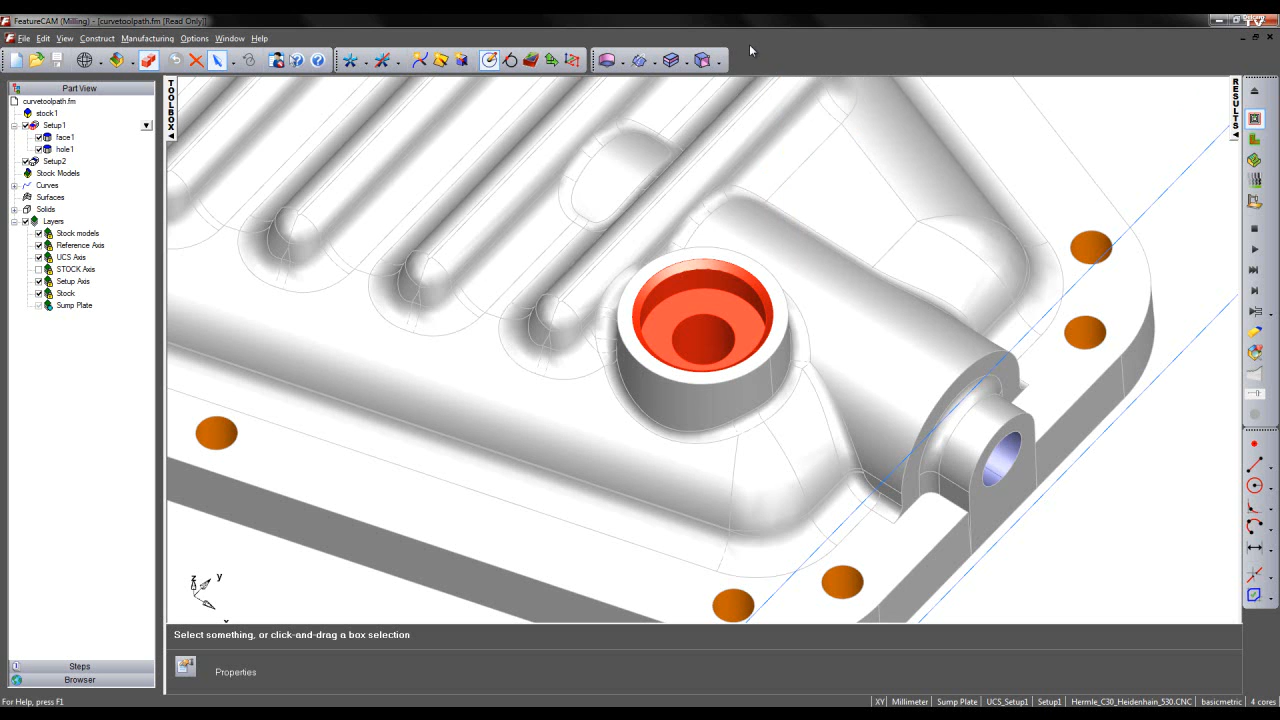 FeatureCAM (Milling) - [curvetoolpath.fm [Read Only]]
TV
File Edit View Construct Manufacturing Options Window Help
Part View
curvetoolpath.fm
stock1
Setup1
face1
hole1
Setup2
Stock Models
Curves
Surfaces
Solids
Layers
Stock models
Reference Axis
UCS Axis
STOCK Axis
Setup Axis
Stock
Sump Plate
Steps
Browser
TOOLBOX
RESULTS
z
y
x
Select something, or click-and-drag a box selection
Properties
For Help, press F1
XY Millimeter Sump Plate UCS_Setup1 Setup1 Hermle_C30_Heidenhain_530.CNC basicmetric 4 cores